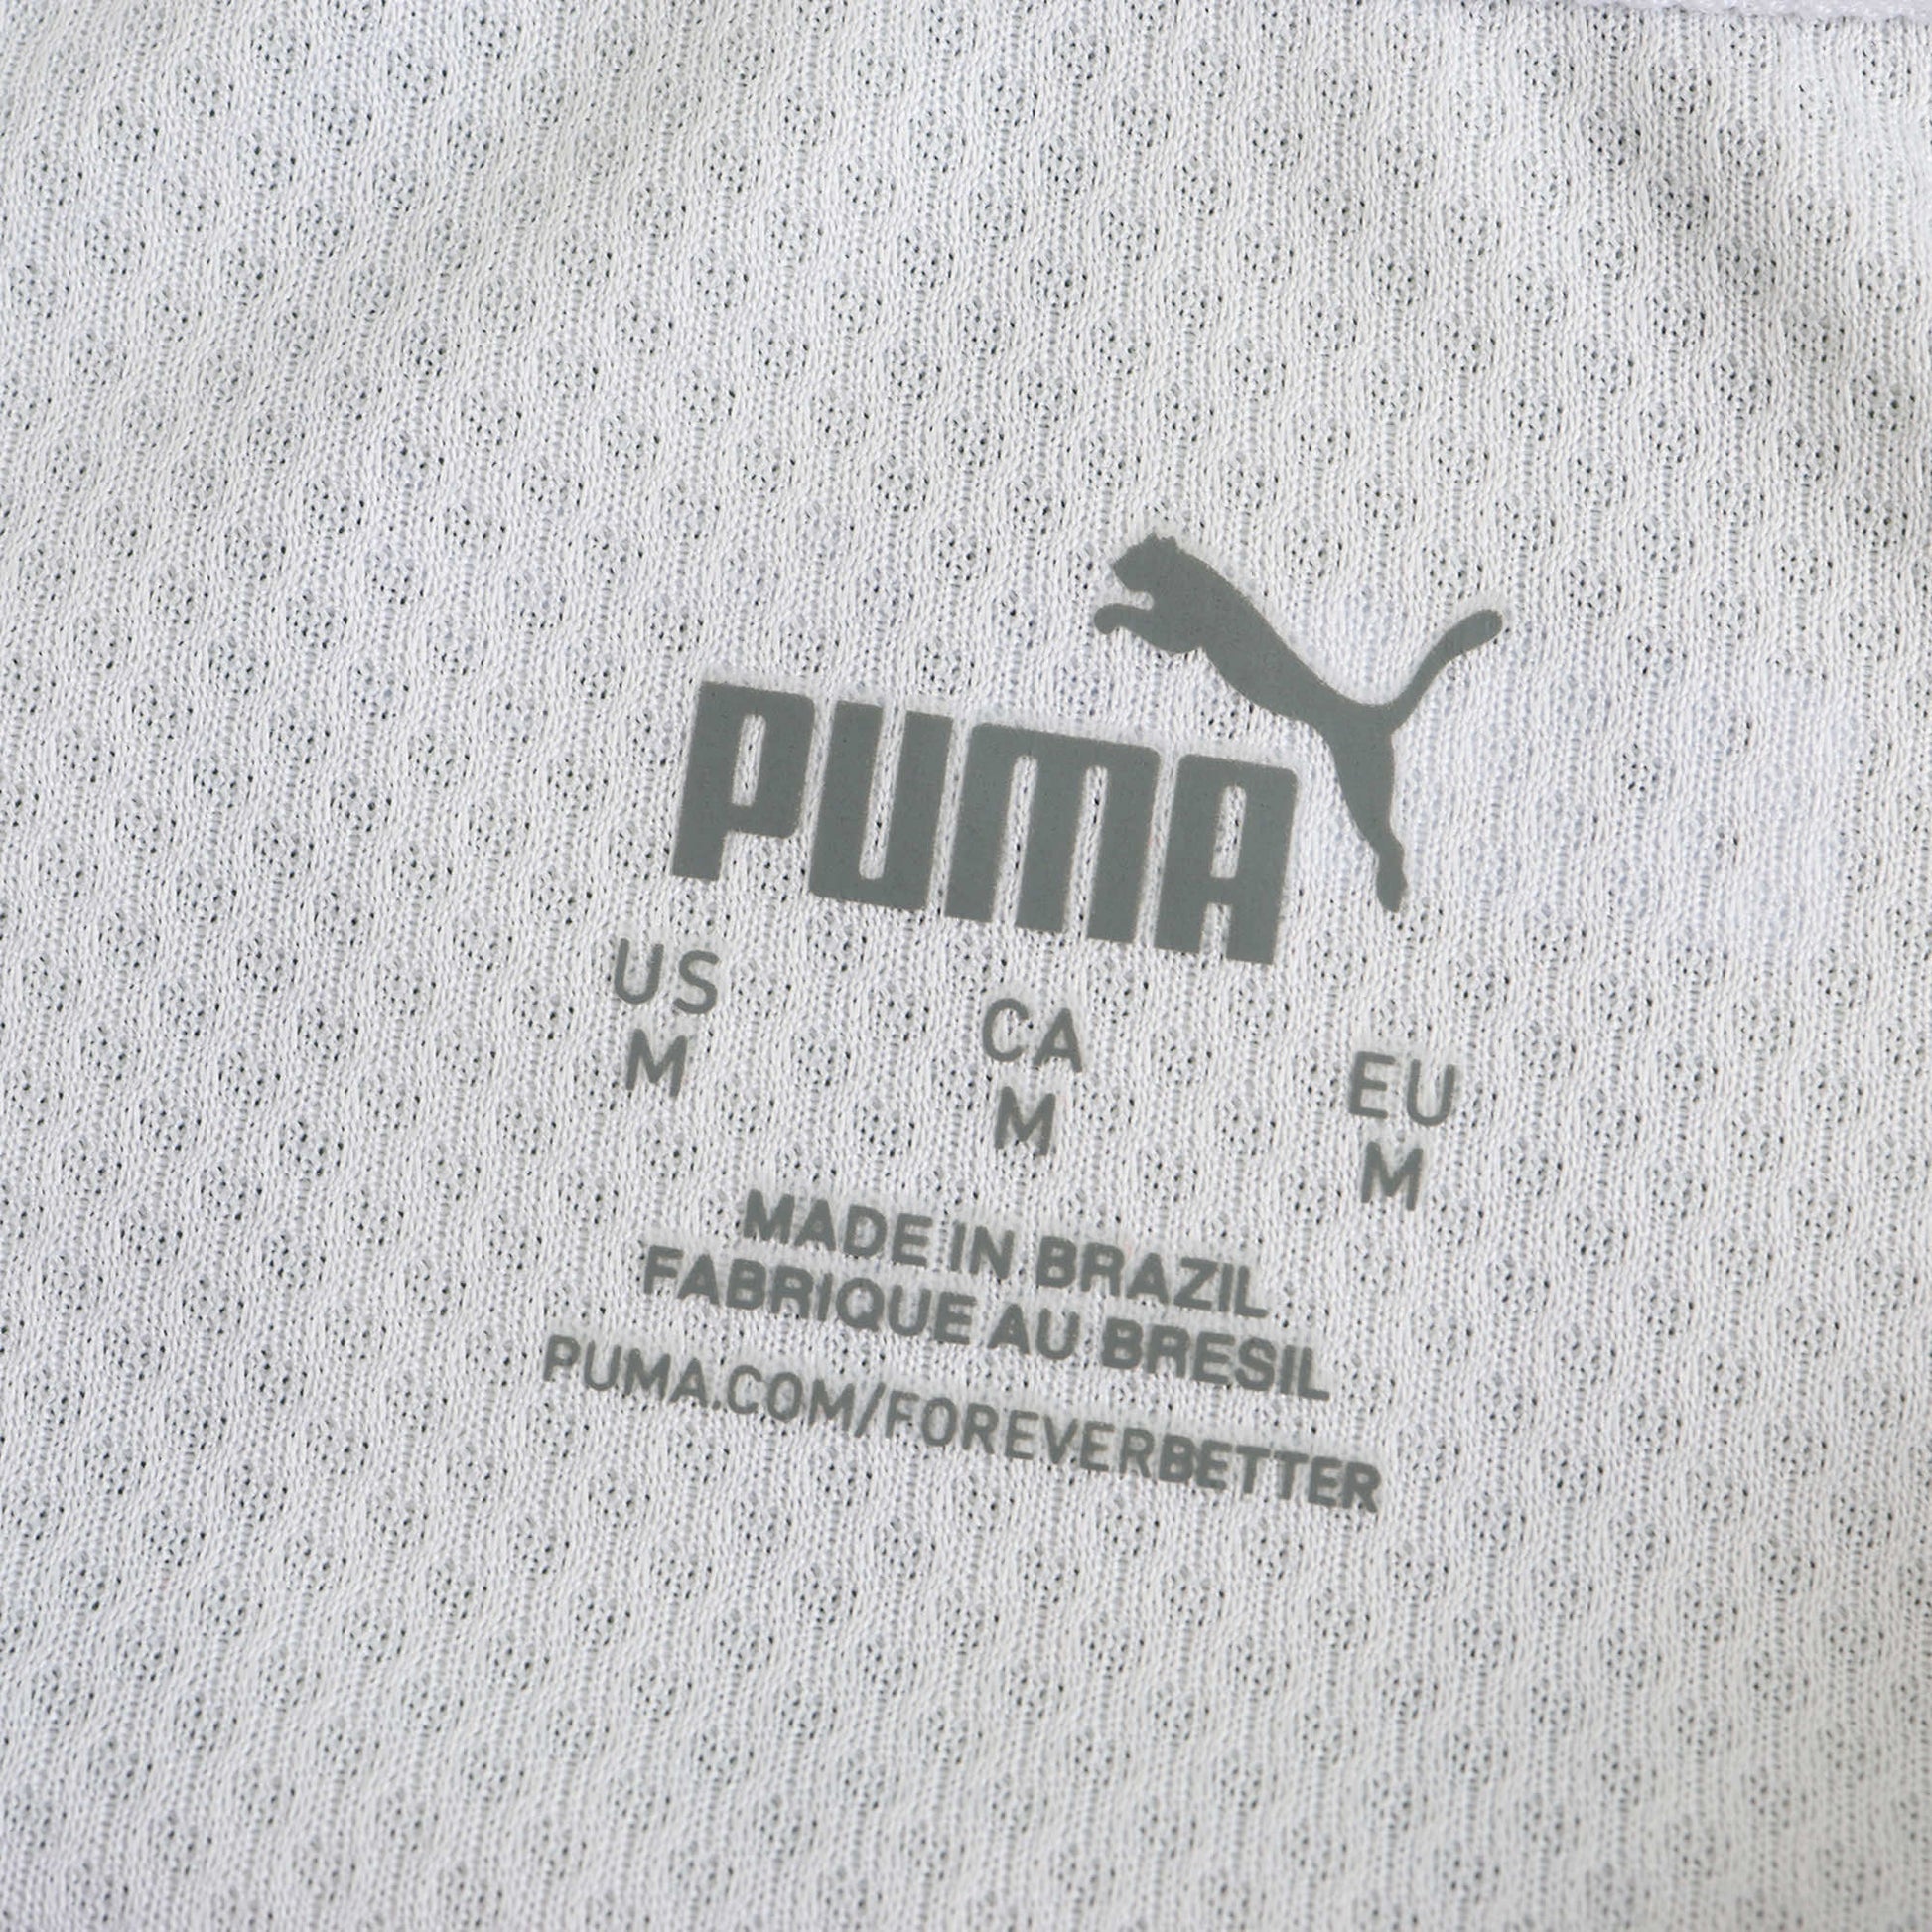 PUMA
US CA EU
M M M
MADE IN BRAZIL
FABRIQUE AU BRESIL
PUMA.COM/FOREVERBETTER